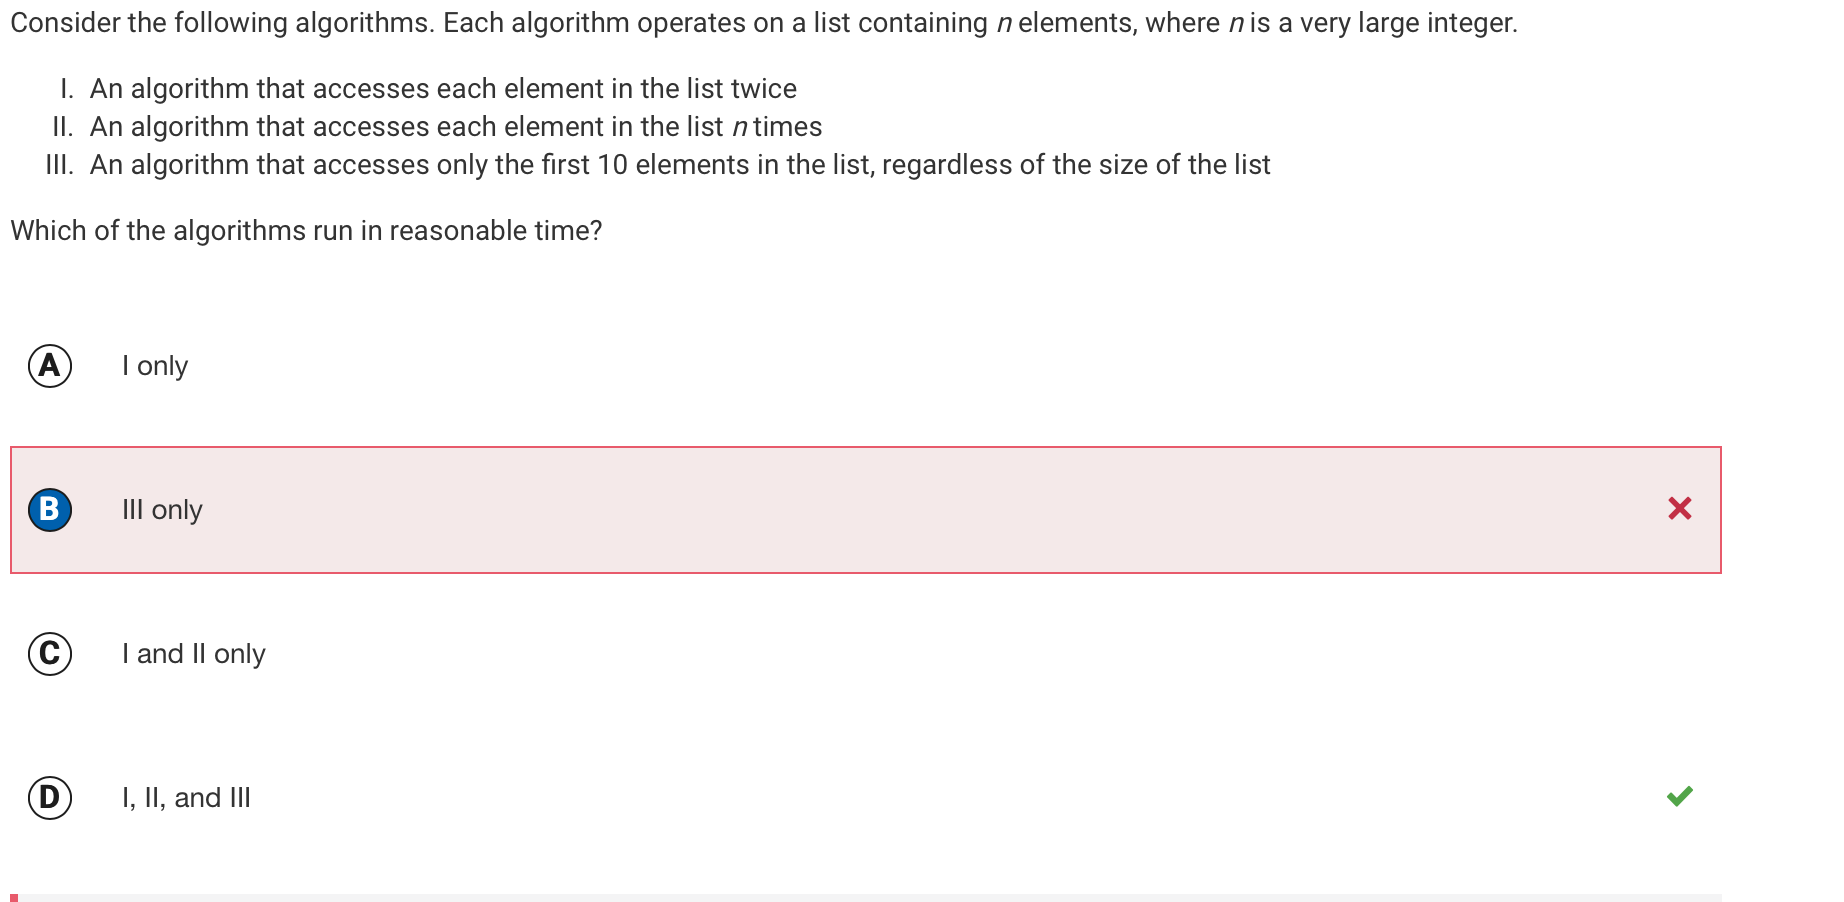 Consider the following algorithms. Each algorithm operates on a list containing n elements, where n is a very large integer.
I. An algorithm that accesses each element in the list twice
II. An algorithm that accesses each element in the list n times
III. An algorithm that accesses only the first 10 elements in the list, regardless of the size of the list
Which of the algorithms run in reasonable time?
A I only
B III only
C I and II only
D I, II, and III